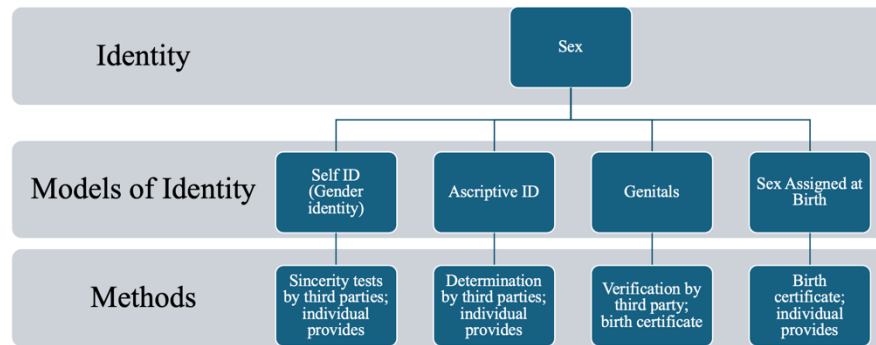 Identity
Sex
Models of Identity
Self ID
(Gender
identity)
Ascriptive ID
Genitals
Sex Assigned at
Birth
Methods
Sincerity tests
by third parties;
individual
provides
Determination
by third parties;
individual
provides
Verification by
third party;
birth certificate
Birth
certificate;
individual
provides